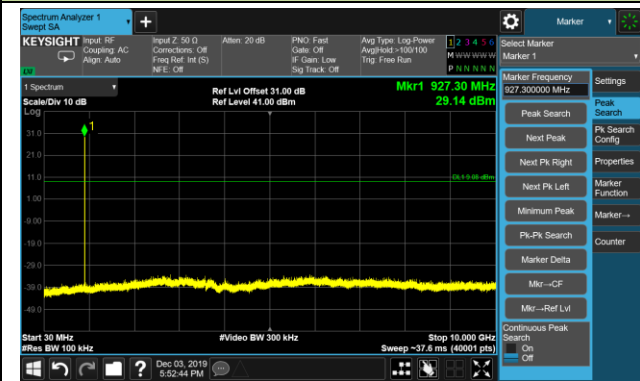 Spectrum Analyzer 1
Swept SA
+
Marker
KEYSIGHT
Input: RF
Coupling: AC
Align: Auto
Input Z: 50 Ω
Corrections: Off
Freq Ref: Int (S)
NFE: Off
Atten: 20 dB
PNO: Fast
Gate: Off
IF Gain: Low
Sig Track: Off
Avg Type: Log-Power
Avg|Hold:>100/100
Trig: Free Run
1 2 3 4 5 6
M W W W W W
P N N N N N
LV
Select Marker
Marker 1
1 Spectrum
Scale/Div 10 dB
Log
Ref Lvl Offset 31.00 dB
Ref Level 41.00 dBm
Mkr1 927.30 MHz
29.14 dBm
Marker Frequency
927.300000 MHz
Peak Search
Next Peak
Next Pk Right
Next Pk Left
Minimum Peak
Pk-Pk Search
Marker Delta
Mkr→CF
Mkr→Ref Lvl
Continuous Peak
Search
On
Off
Settings
Peak
Search
Pk Search
Config
Properties
Marker
Function
Marker→
Counter
1
31.0
21.0
11.0
1.00
-9.00
-19.0
-29.0
-39.0
-49.0
Start 30 MHz
#Res BW 100 kHz
#Video BW 300 kHz
Stop 10.000 GHz
Sweep ~37.6 ms (40001 pts)
?
Dec 03, 2019
5:52:44 PM